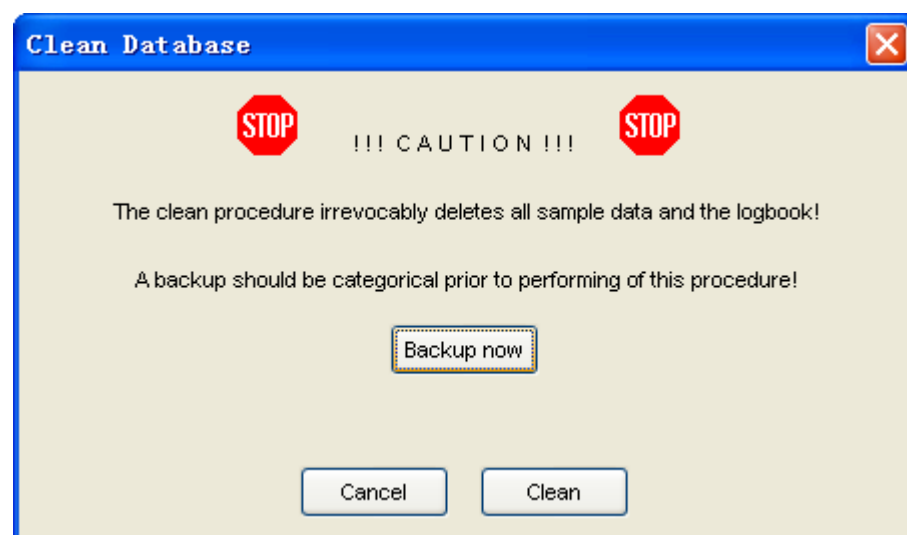 Clean Database
STOP
!!! C A U T I O N !!!
STOP
The clean procedure irrevocably deletes all sample data and the logbook!
A backup should be categorical prior to performing of this procedure!
Backup now
Cancel
Clean